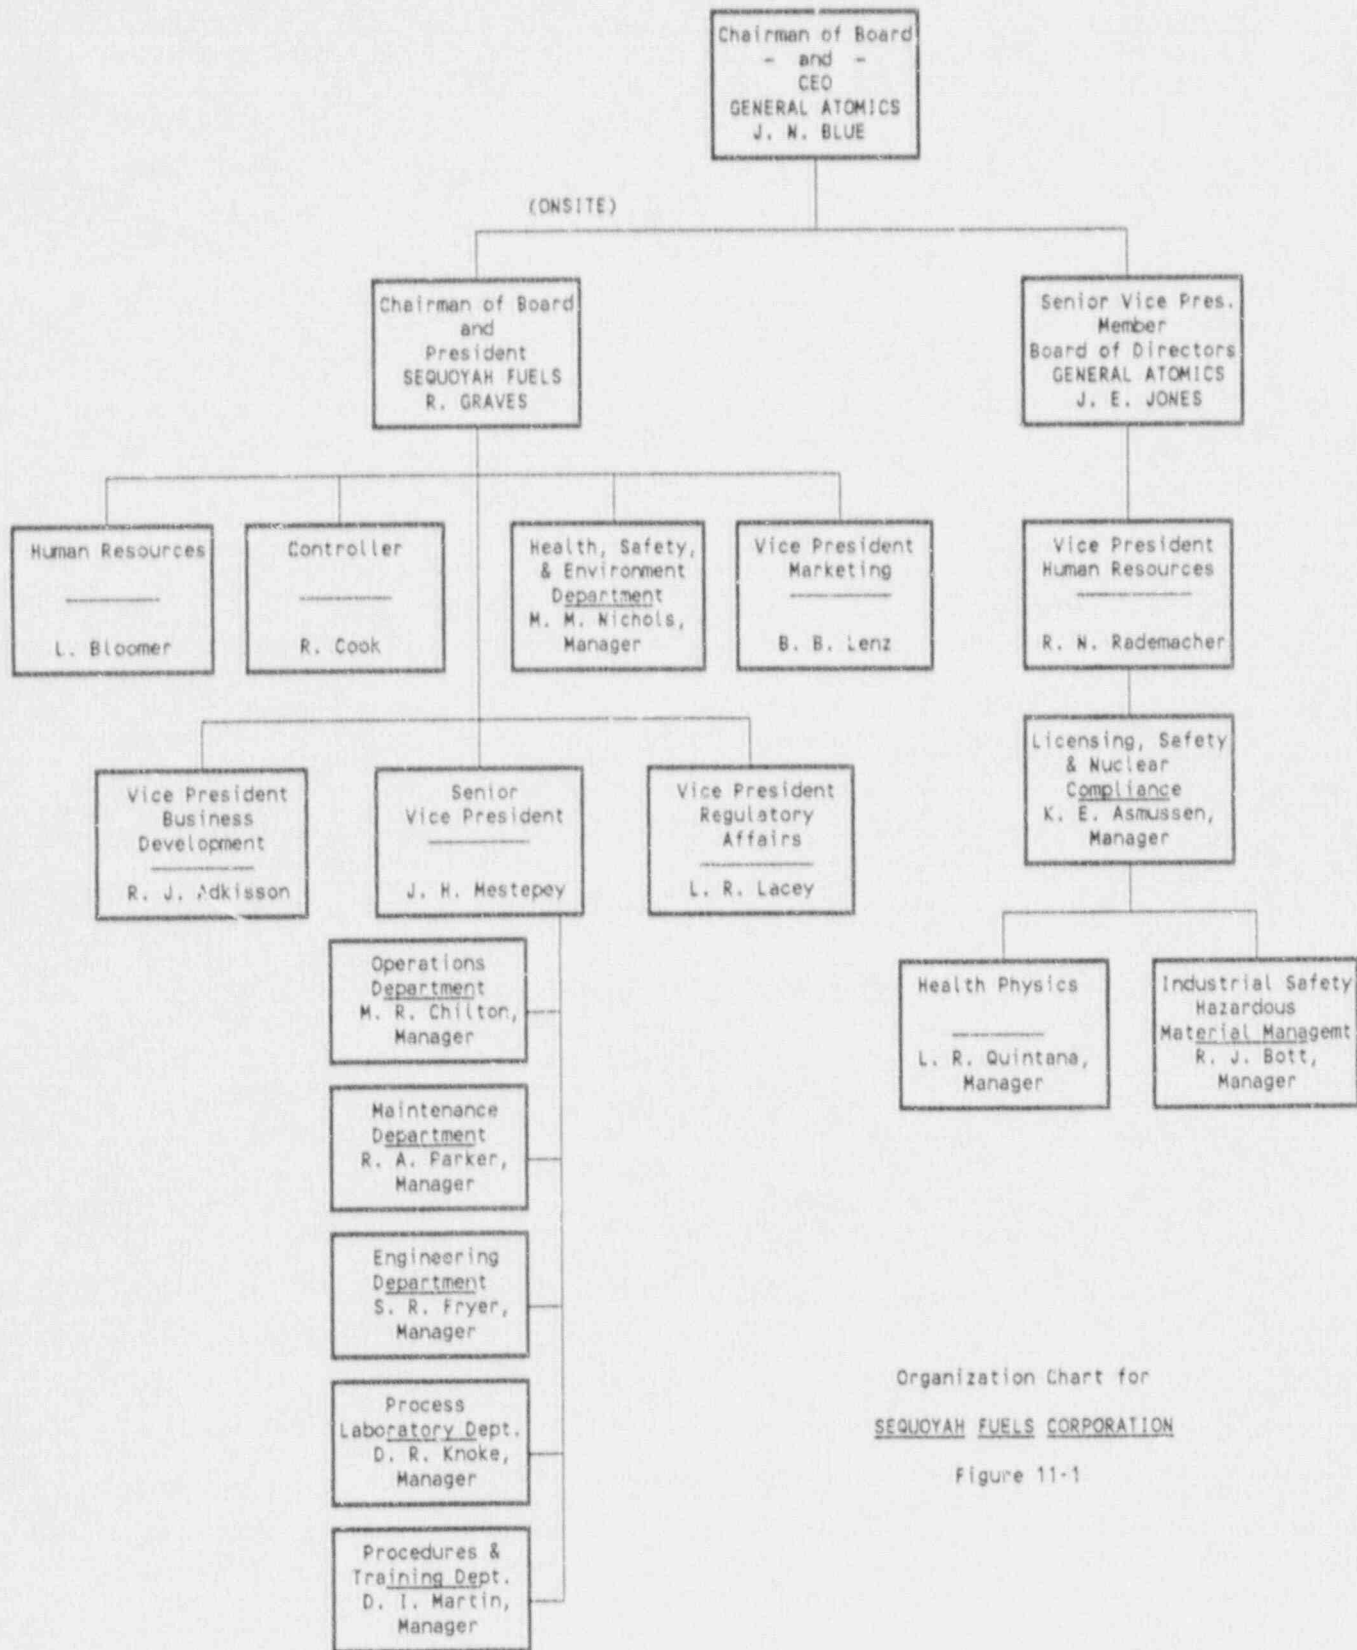 Chairman of Board
- and -
CEO
GENERAL ATOMICS
J. N. BLUE
(ONSITE)
Chairman of Board
and
President
SEQUOYAH FUELS
R. GRAVES
Senior Vice Pres.
Member
Board of Directors
GENERAL ATOMICS
J. E. JONES
Human Resources
L. Bloomer
Controller
R. Cook
Health, Safety,
& Environment
Department
M. M. Nichols,
Manager
Vice President
Marketing
B. B. Lenz
Vice President
Human Resources
R. N. Rademacher
Licensing, Safety
& Nuclear
Compliance
K. E. Asmussen,
Manager
Vice President
Business
Development
R. J. Adkisson
Senior
Vice President
J. H. Mestepey
Vice President
Regulatory
Affairs
L. R. Lacey
Operations
Department
M. R. Chilton,
Manager
Health Physics
L. R. Quintana,
Manager
Industrial Safety
Hazardous
Material Managemt
R. J. Bott,
Manager
Maintenance
Department
R. A. Parker,
Manager
Engineering
Department
S. R. Fryer,
Manager
Process
Laboratory Dept.
D. R. Knoke,
Manager
Procedures &
Training Dept.
D. I. Martin,
Manager
Organization Chart for
SEQUOYAH FUELS CORPORATION
Figure 11-1